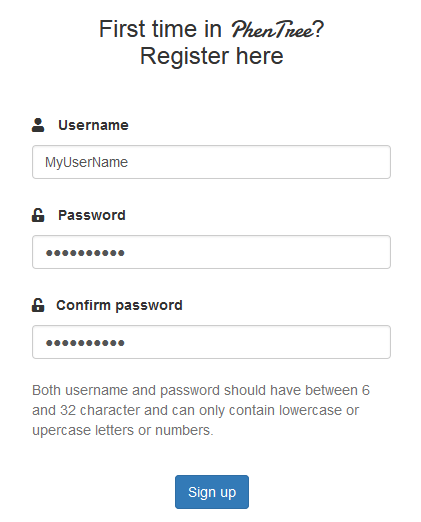 First time in PhenTree?
Register here
Username
MyUserName
Password
●●●●●●●●●●
Confirm password
●●●●●●●●●●
Both username and password should have between 6
and 32 character and can only contain lowercase or
upercase letters or numbers.
Sign up